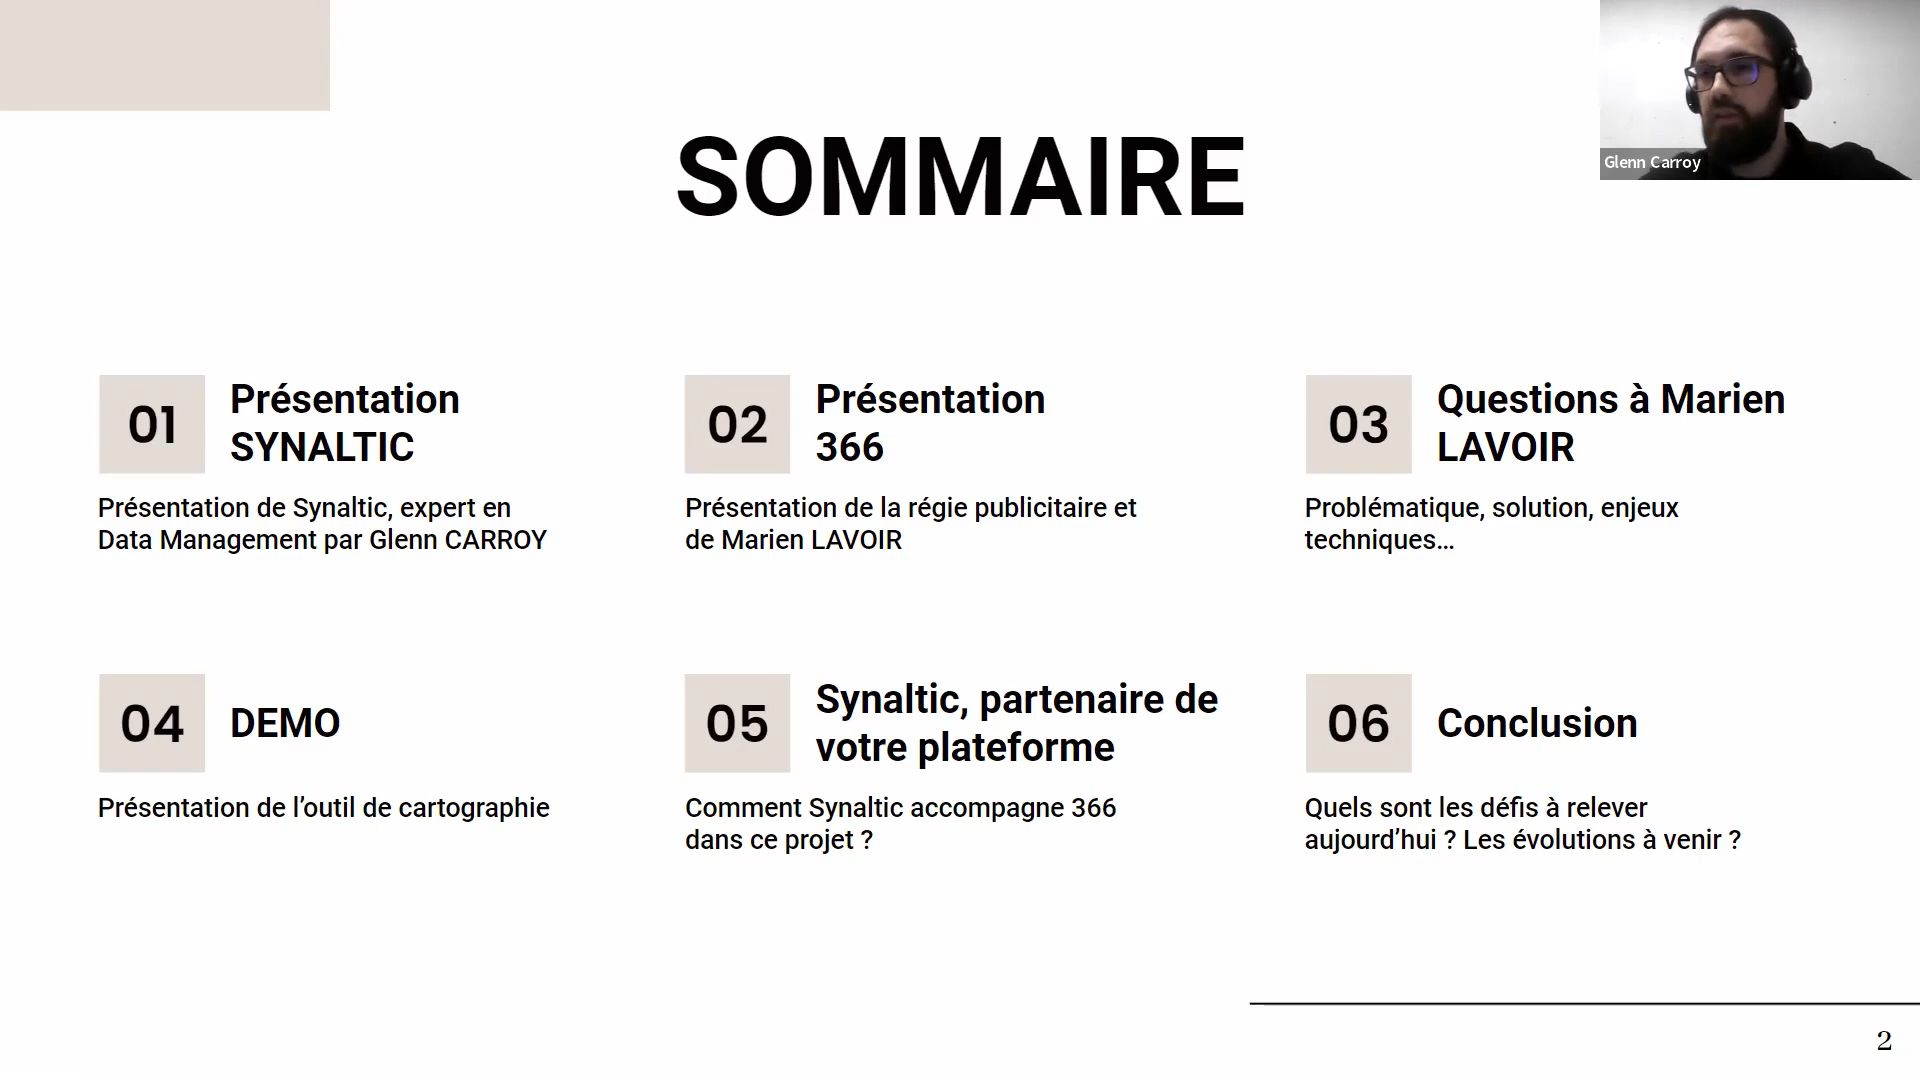 Glenn Carroy
SOMMAIRE
01
Présentation
SYNALTIC
Présentation de Synaltic, expert en
Data Management par Glenn CARROY
02
Présentation
366
Présentation de la régie publicitaire et
de Marien LAVOIR
03
Questions à Marien
LAVOIR
Problématique, solution, enjeux
techniques…
04
DEMO
Présentation de l’outil de cartographie
05
Synaltic, partenaire de
votre plateforme
Comment Synaltic accompagne 366
dans ce projet ?
06
Conclusion
Quels sont les défis à relever
aujourd’hui ? Les évolutions à venir ?
2